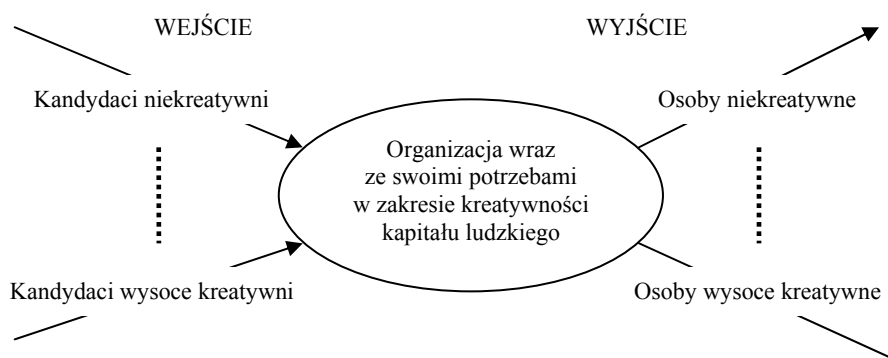 WEJŚCIE
WYJŚCIE
Kandydaci niekreatywni
Osoby niekreatywne
Organizacja wraz
ze swoimi potrzebami
w zakresie kreatywności
kapitału ludzkiego
Kandydaci wysoce kreatywni
Osoby wysoce kreatywne